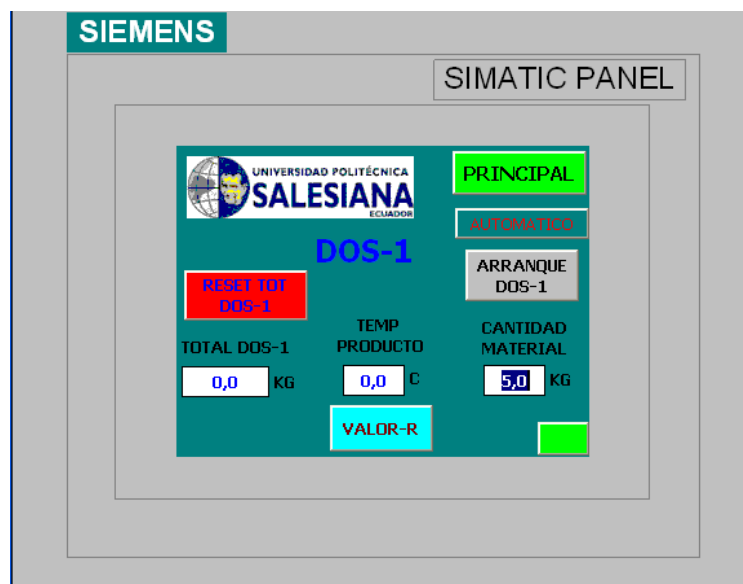 SIEMENS
SIMATIC PANEL
UNIVERSIDAD POLITÉCNICA
SALESIANA
ECUADOR
PRINCIPAL
AUTOMATICO
DOS-1
ARRANQUE
DOS-1
RESET TOT
DOS-1
TOTAL DOS-1
TEMP
PRODUCTO
CANTIDAD
MATERIAL
0,0 KG
0,0 C
5,0 KG
VALOR-R